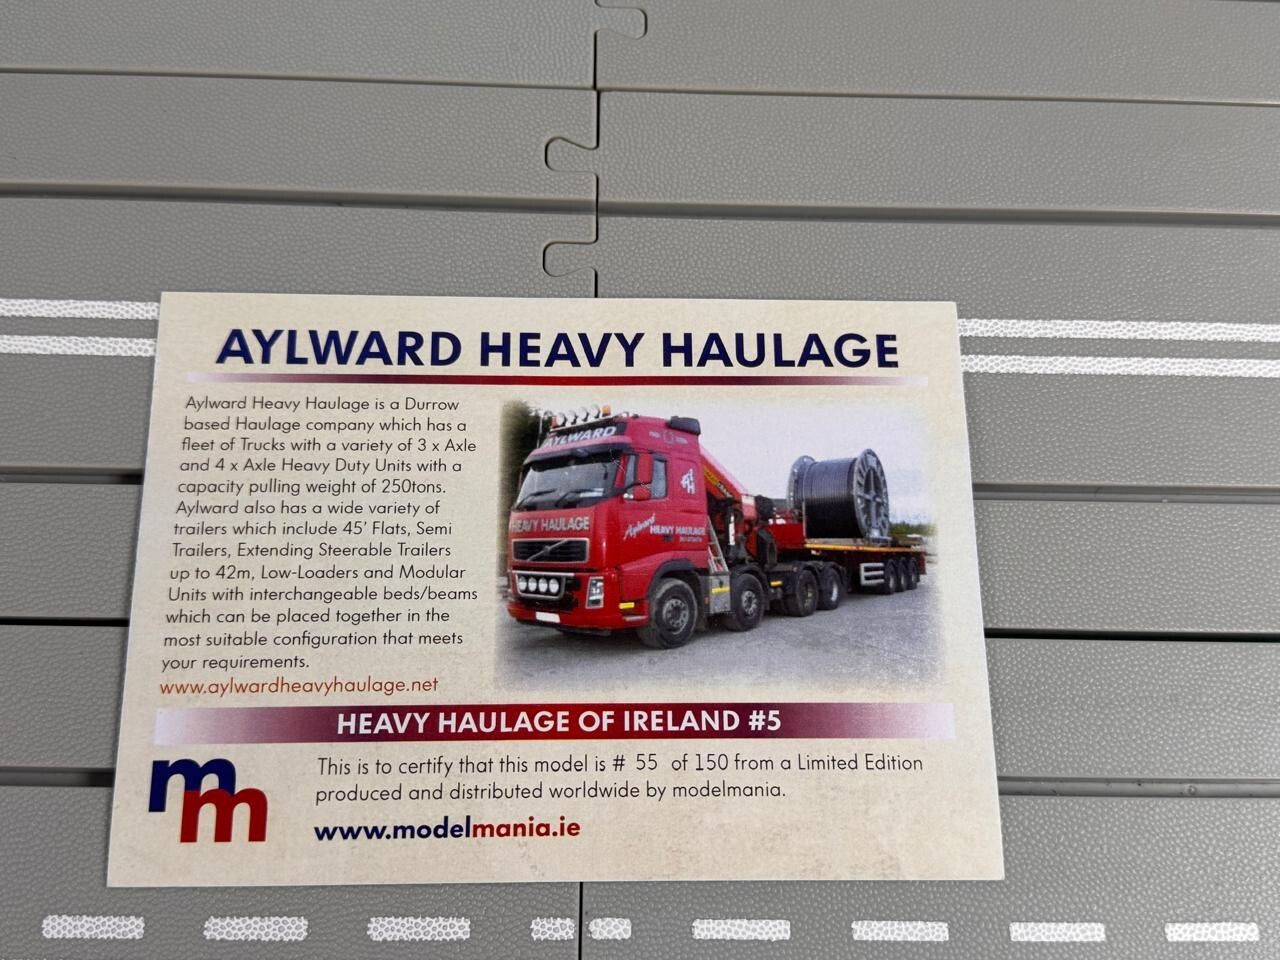 AYLWARD HEAVY HAULAGE
Aylward Heavy Haulage is a Durrow
based Haulage company which has a
fleet of Trucks with a variety of 3 x Axle
and 4 x Axle Heavy Duty Units with a
capacity pulling weight of 250tons.
Aylward also has a wide variety of
trailers which include 45' Flats, Semi
Trailers, Extending Steerable Trailers
up to 42m, Low-Loaders and Modular
Units with interchangeable beds/beams
which can be placed together in the
most suitable configuration that meets
your requirements.
www.aylwardheavyhaulage.net
AYLWARD
HEAVY HAULAGE
Aylward
HEAVY HAULAGE
HEAVY HAULAGE OF IRELAND #5
mm
This is to certify that this model is # 55 of 150 from a Limited Edition
produced and distributed worldwide by modelmania.
www.modelmania.ie